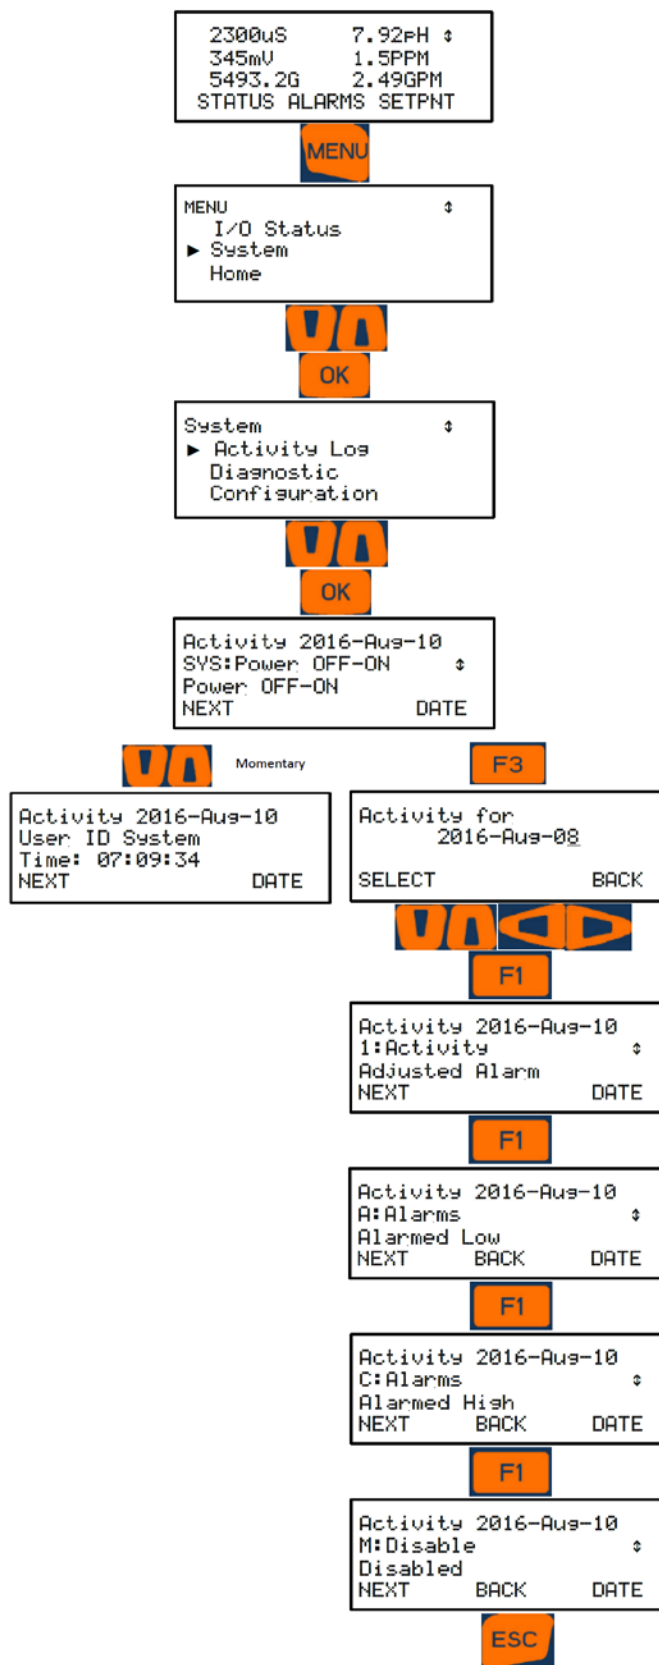 2300uS 7.92pH ↕
345mV 1.5PPM
5493.2G 2.49GPM
STATUS ALARMS SETPNT
MENU
MENU ↕
I/O Status
► System
Home
OK
System ↕
► Activity Log
Diagnostic
Configuration
OK
Activity 2016-Aug-10
SYS:Power OFF-ON ↕
Power OFF-ON
NEXT DATE
Momentary
F3
Activity 2016-Aug-10
User ID System
Time: 07:09:34
NEXT DATE
Activity for
2016-Aug-08
SELECT BACK
F1
Activity 2016-Aug-10
1:Activity ↕
Adjusted Alarm
NEXT DATE
F1
Activity 2016-Aug-10
A:Alarms ↕
Alarmed Low
NEXT BACK DATE
F1
Activity 2016-Aug-10
C:Alarms ↕
Alarmed High
NEXT BACK DATE
F1
Activity 2016-Aug-10
M:Disable ↕
Disabled
NEXT BACK DATE
ESC